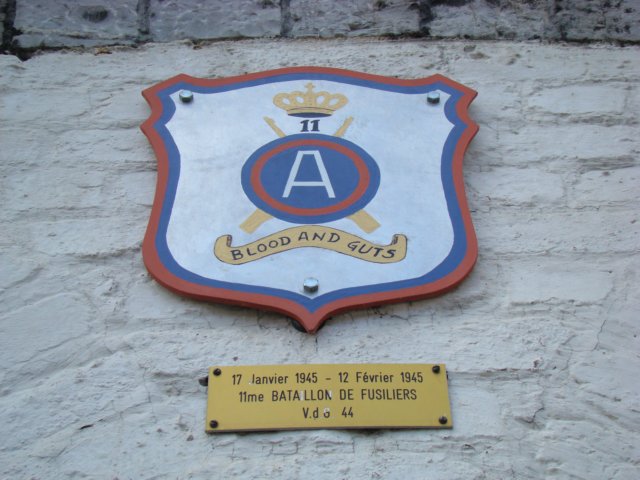 11
A
BLOOD AND GUTS
17 Janvier 1945 - 12 Février 1945
11me BATAILLON DE FUSILIERS
V.d G 44